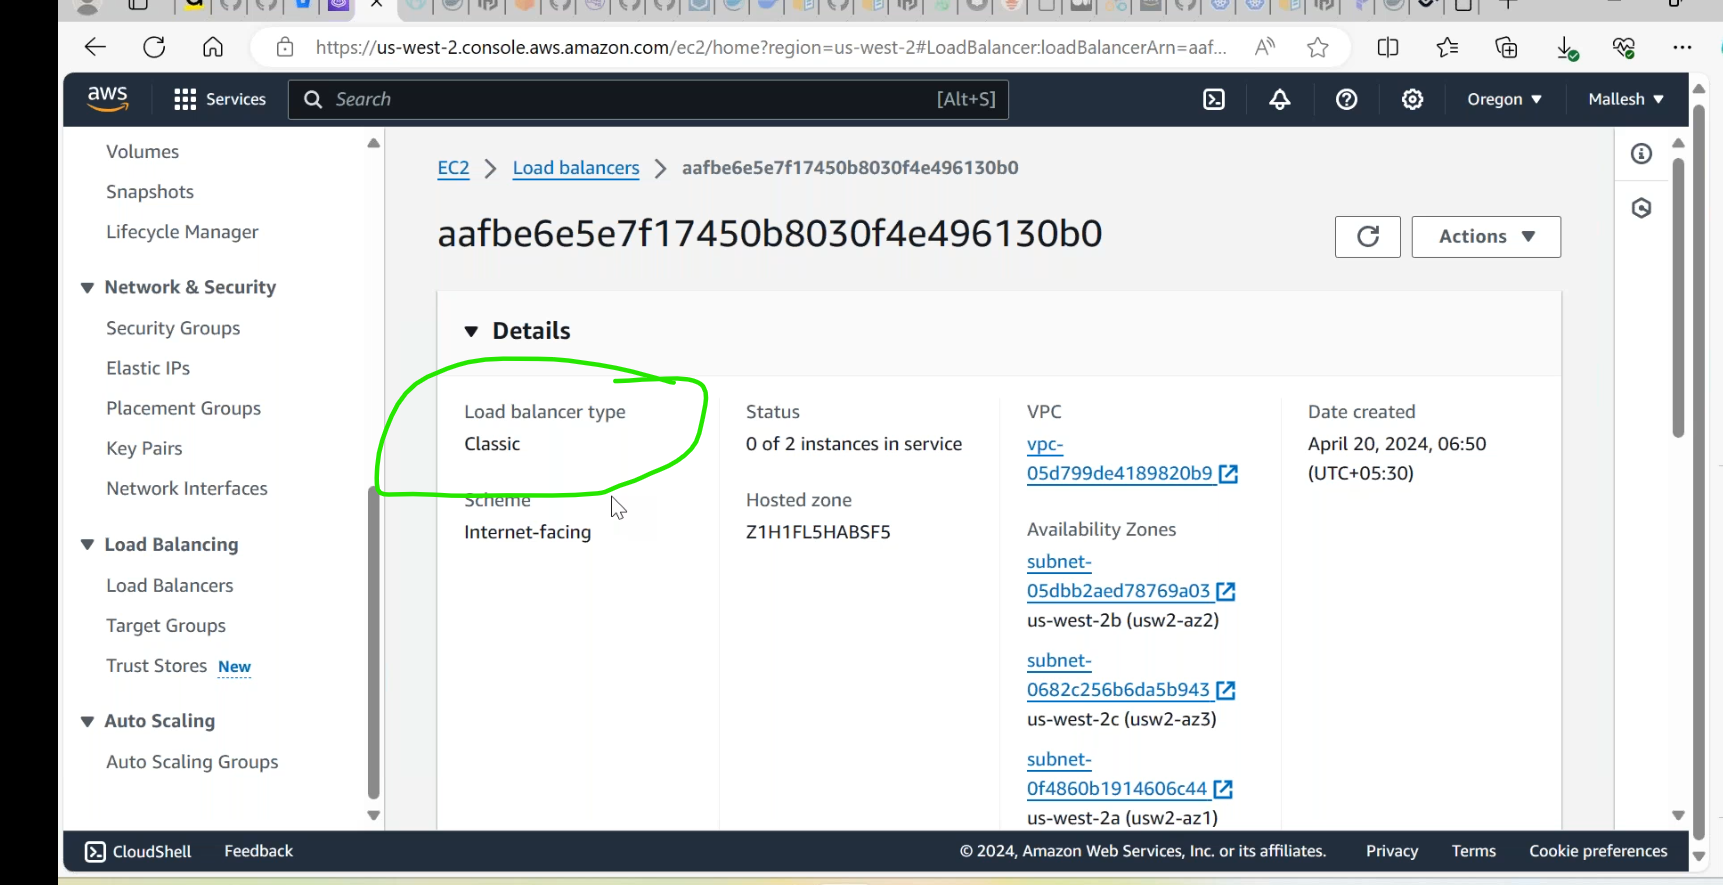 https://us-west-2.console.aws.amazon.com/ec2/home?region=us-west-2#LoadBalancer:loadBalancerArn=aaf...
aws
Services
Search
[Alt+S]
Oregon
Mallesh
Volumes
Snapshots
Lifecycle Manager
Network & Security
Security Groups
Elastic IPs
Placement Groups
Key Pairs
Network Interfaces
Load Balancing
Load Balancers
Target Groups
Trust Stores New
Auto Scaling
Auto Scaling Groups
EC2 > Load balancers > aafbe6e5e7f17450b8030f4e496130b0
aafbe6e5e7f17450b8030f4e496130b0
Actions
Details
Load balancer type
Classic
Scheme
Internet-facing
Status
0 of 2 instances in service
Hosted zone
Z1H1FL5HABSF5
VPC
vpc-
05d799de4189820b9
Availability Zones
subnet-
05dbb2aed78769a03
us-west-2b (usw2-az2)
subnet-
0682c256b6da5b943
us-west-2c (usw2-az3)
subnet-
0f4860b1914606c44
us-west-2a (usw2-az1)
Date created
April 20, 2024, 06:50
(UTC+05:30)
CloudShell
Feedback
© 2024, Amazon Web Services, Inc. or its affiliates.
Privacy
Terms
Cookie preferences